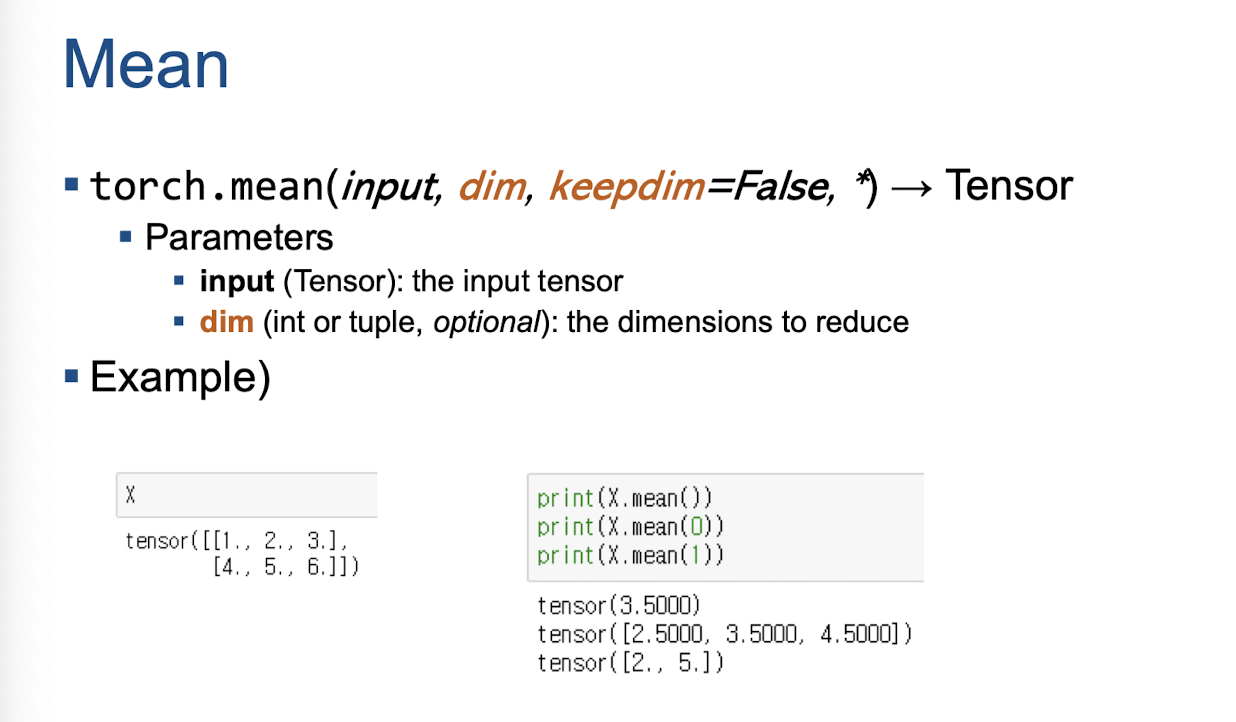 Mean
torch.mean(input, dim, keepdim=False, *) → Tensor
Parameters
input (Tensor): the input tensor
dim (int or tuple, optional): the dimensions to reduce
Example)
X
tensor([[1., 2., 3.],
[4., 5., 6.]])
print(X.mean())
print(X.mean(0))
print(X.mean(1))
tensor(3.5000)
tensor([2.5000, 3.5000, 4.5000])
tensor([2., 5.])